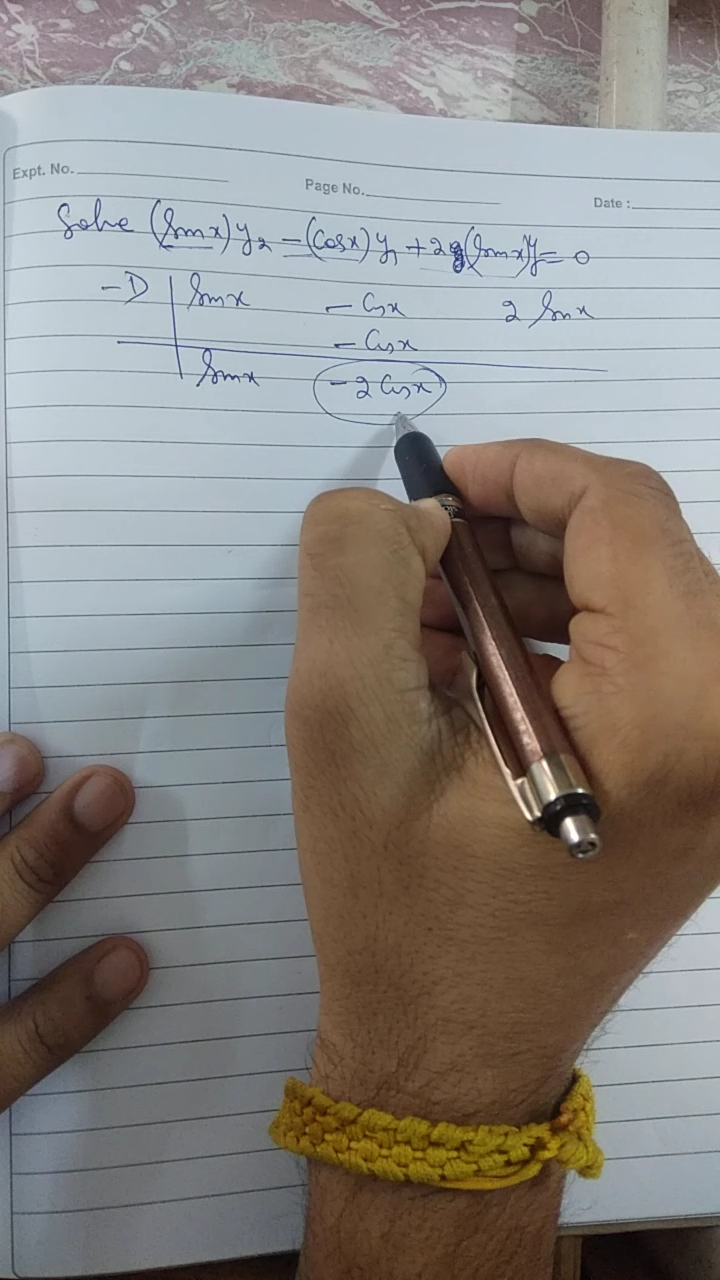 Expt. No.
Page No.
Date :
Solve (Sinx)y₂ - (Cosx)y₁ + 2(Sinx)y = 0
-D | Sinx - Cosx 2 Sinx
- Cosx
Sinx - 2 Cosx